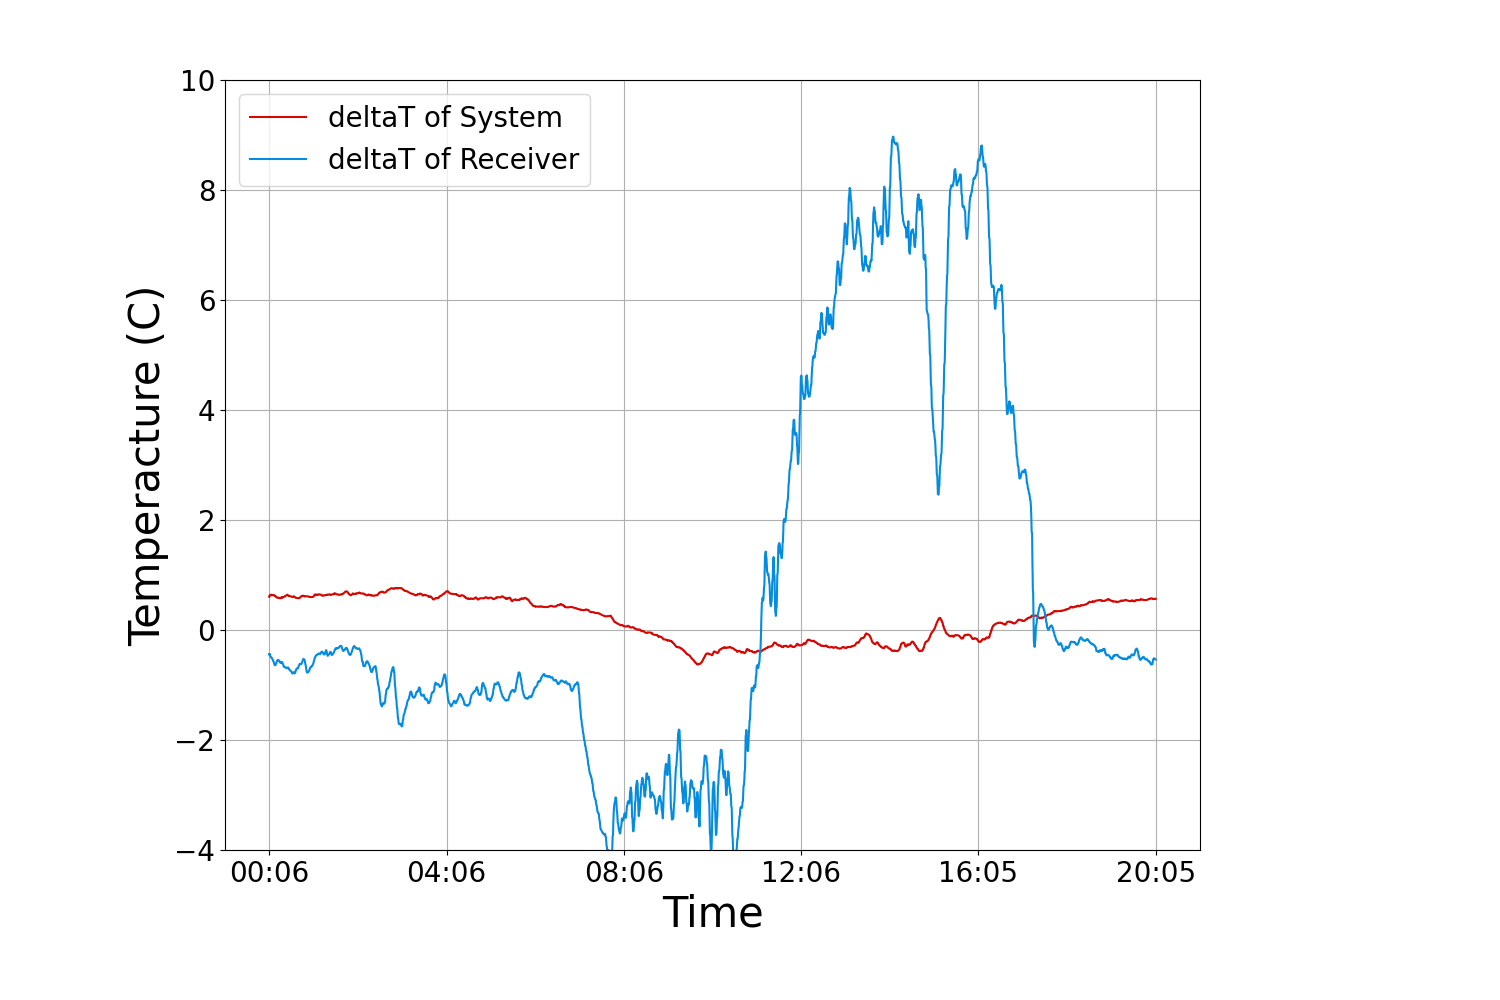 deltaT of System
deltaT of Receiver
Temperacture (C)
10
8
6
4
2
0
−2
−4
00:06 04:06 08:06 12:06 16:05 20:05
Time